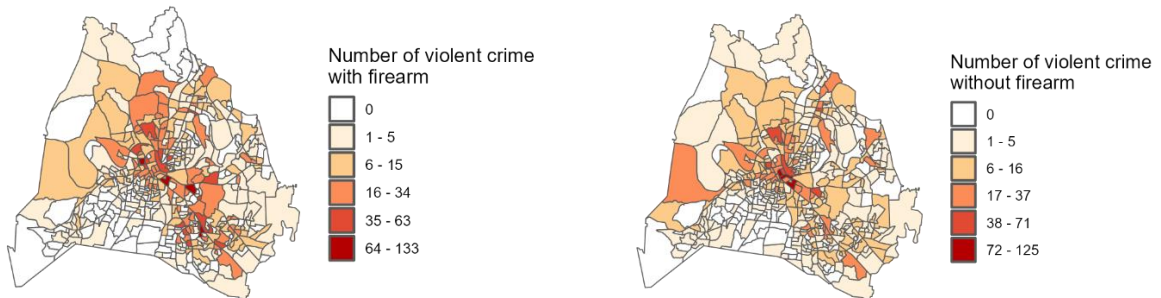 Number of violent crime
with firearm
0
1 - 5
6 - 15
16 - 34
35 - 63
64 - 133
Number of violent crime
without firearm
0
1 - 5
6 - 16
17 - 37
38 - 71
72 - 125